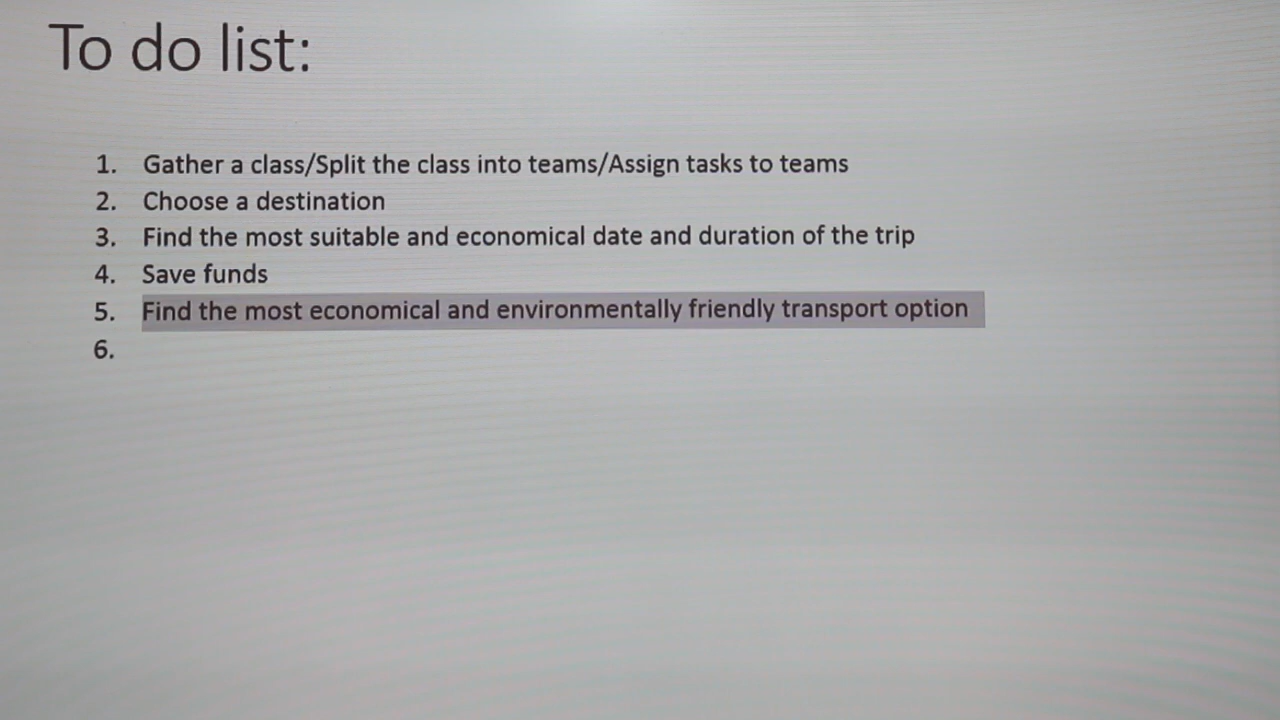 To do list:
1. Gather a class/Split the class into teams/Assign tasks to teams
2. Choose a destination
3. Find the most suitable and economical date and duration of the trip
4. Save funds
5. Find the most economical and environmentally friendly transport option
6.